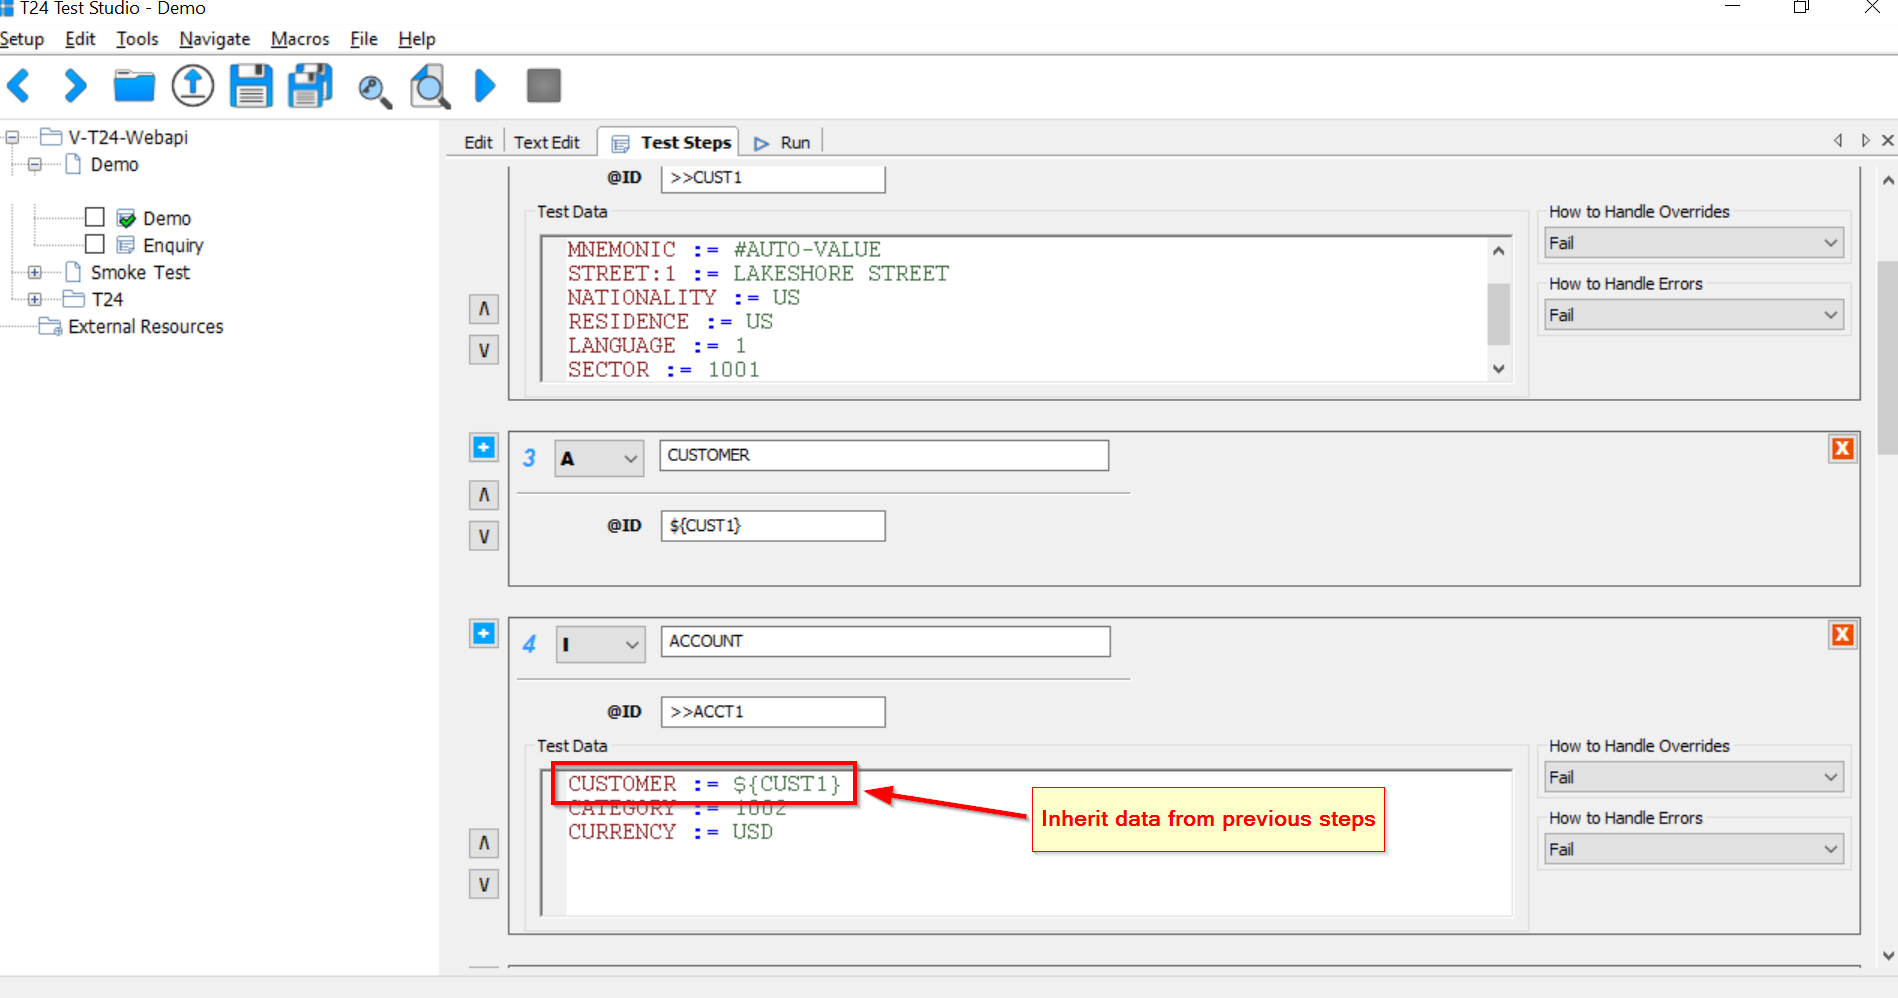 T24 Test Studio - Demo
Setup Edit Tools Navigate Macros File Help
V-T24-Webapi
Demo
Demo
Enquiry
Smoke Test
T24
External Resources
Edit Text Edit Test Steps Run
@ID >>CUST1
Test Data
MNEMONIC := #AUTO-VALUE
STREET:1 := LAKESHORE STREET
NATIONALITY := US
RESIDENCE := US
LANGUAGE := 1
SECTOR := 1001
How to Handle Overrides
Fail
How to Handle Errors
Fail
3 A CUSTOMER X
@ID ${CUST1}
4 I ACCOUNT X
@ID >>ACCT1
Test Data
CUSTOMER := ${CUST1}
CATEGORY := 1002
CURRENCY := USD
Inherit data from previous steps
How to Handle Overrides
Fail
How to Handle Errors
Fail